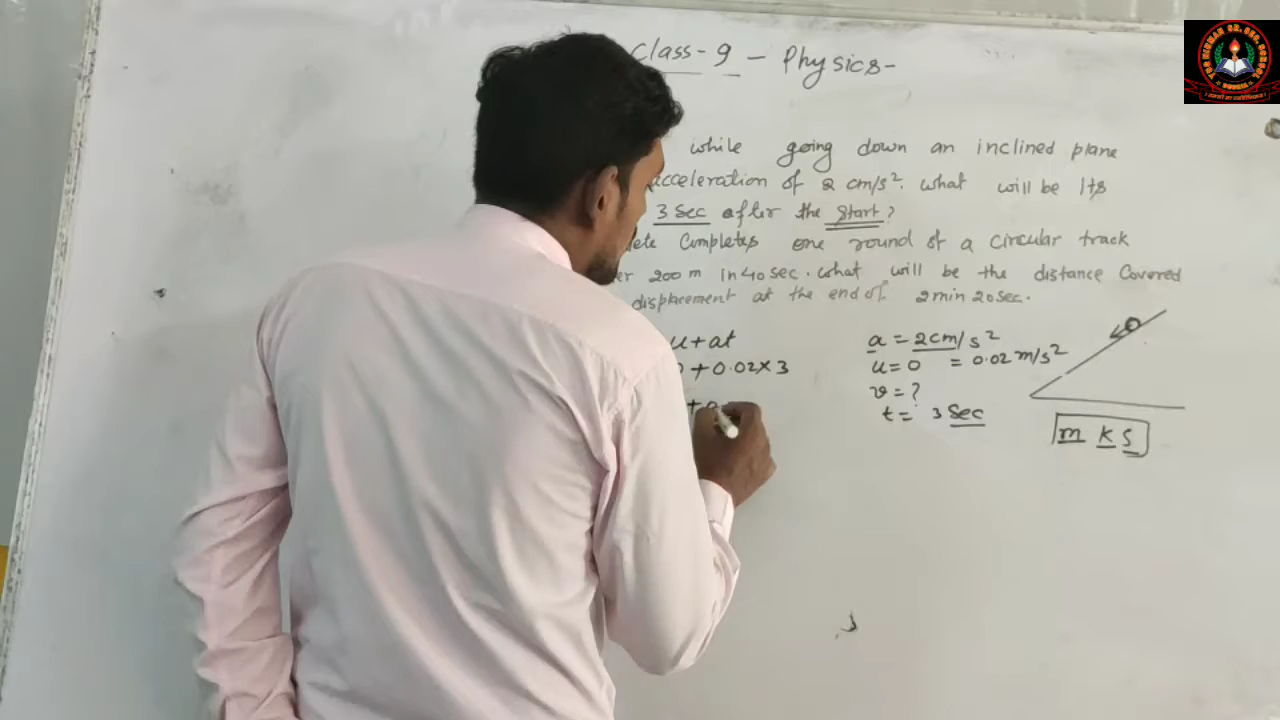 Class-9 - Physics-
while going down an inclined plane
acceleration of 2 cm/s². what will be Its
3 Sec after the start?
Completes one round of a circular track
200 m in 40 sec. what will be the distance Covered
displacement at the end of 2 min 20 sec.
u + at
+ 0.02 × 3
+
a = 2cm/s²
u = 0 = 0.02 m/s²
v = ?
t = 3 Sec
m k s